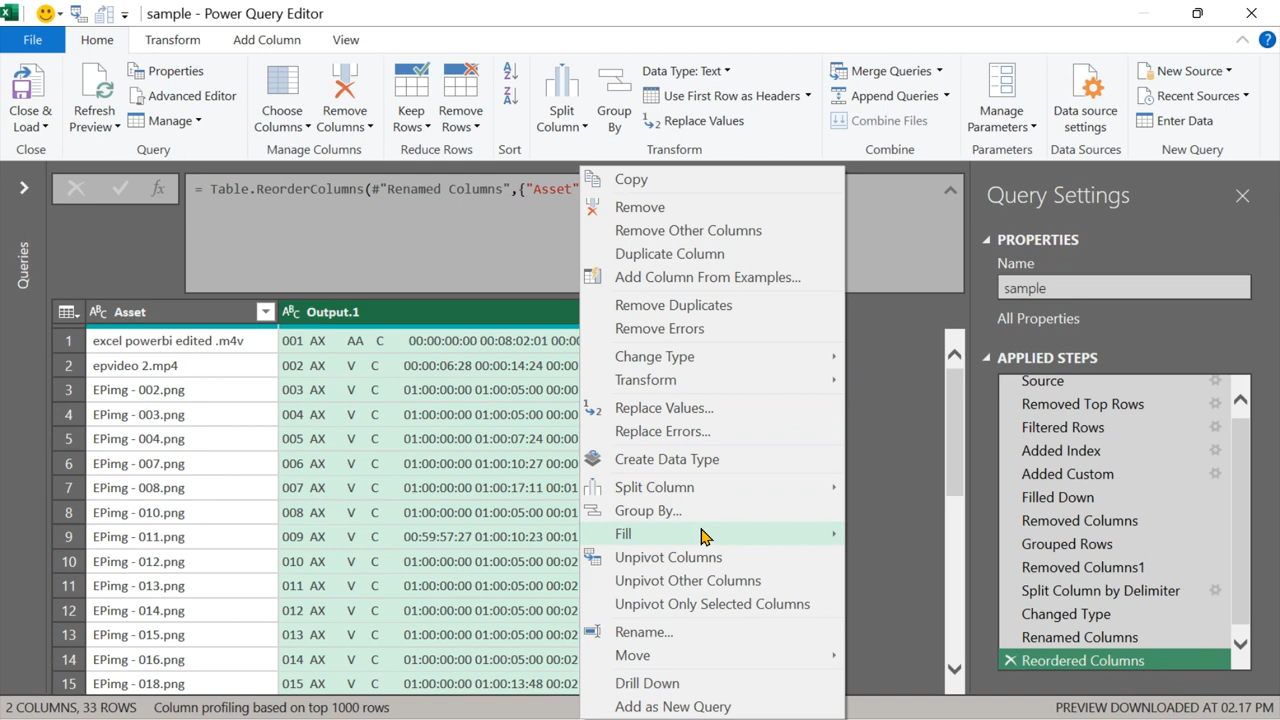 sample - Power Query Editor
File
Home
Transform
Add Column
View
Close &
Load
Close
Refresh
Preview
Properties
Advanced Editor
Manage
Query
Choose
Columns
Remove
Columns
Manage Columns
Keep
Rows
Remove
Rows
Reduce Rows
Sort
Split
Column
Group
By
Data Type: Text
Use First Row as Headers
Replace Values
Transform
Merge Queries
Append Queries
Combine Files
Combine
Manage
Parameters
Parameters
Data source
settings
Data Sources
New Source
Recent Sources
Enter Data
New Query
Queries
= Table.ReorderColumns(#"Renamed Columns",{"Asset"
Asset
Output.1
1 excel powerbi edited .m4v 001 AX AA C 00:00:00:00 00:08:02:01 00:00
2 epvideo 2.mp4 002 AX V C 00:00:06:28 00:00:14:24 00:00
3 EPimg - 002.png 003 AX V C 01:00:00:00 01:00:05:00 00:00
4 EPimg - 003.png 004 AX V C 01:00:00:00 01:00:05:00 00:00
5 EPimg - 004.png 005 AX V C 01:00:00:00 01:00:07:24 00:00
6 EPimg - 007.png 006 AX V C 01:00:00:00 01:00:10:27 00:00
7 EPimg - 008.png 007 AX V C 01:00:00:00 01:00:17:11 00:01
8 EPimg - 010.png 008 AX V C 01:00:00:00 01:00:05:00 00:01
9 EPimg - 011.png 009 AX V C 00:59:57:27 01:00:10:23 00:01
10 EPimg - 012.png 010 AX V C 01:00:00:00 01:00:05:00 00:02
11 EPimg - 013.png 011 AX V C 01:00:00:00 01:00:05:00 00:02
12 EPimg - 014.png 012 AX V C 01:00:00:00 01:00:05:00 00:02
13 EPimg - 015.png 013 AX V C 01:00:00:00 01:00:05:00 00:02
14 EPimg - 016.png 014 AX V C 01:00:00:00 01:00:05:00 00:02
15 EPimg - 018.png 015 AX V C 01:00:00:00 01:00:13:48 00:02
Copy
Remove
Remove Other Columns
Duplicate Column
Add Column From Examples...
Remove Duplicates
Remove Errors
Change Type
Transform
Replace Values...
Replace Errors...
Create Data Type
Split Column
Group By...
Fill
Unpivot Columns
Unpivot Other Columns
Unpivot Only Selected Columns
Rename...
Move
Drill Down
Add as New Query
Query Settings
PROPERTIES
Name
sample
All Properties
APPLIED STEPS
Source
Removed Top Rows
Filtered Rows
Added Index
Added Custom
Filled Down
Removed Columns
Grouped Rows
Removed Columns1
Split Column by Delimiter
Changed Type
Renamed Columns
Reordered Columns
2 COLUMNS, 33 ROWS
Column profiling based on top 1000 rows
PREVIEW DOWNLOADED AT 02.17 PM